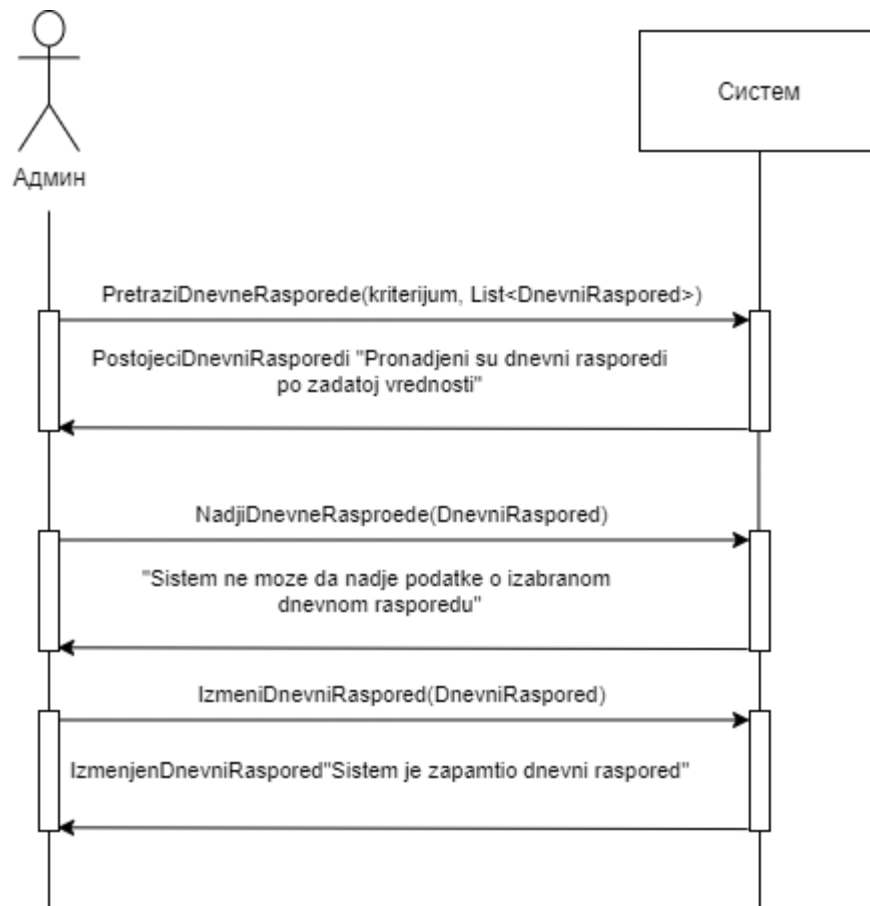 Систем
Админ
PretraziDnevneRasporede(kriterijum, List<DnevniRaspored>)
PostojeciDnevniRasporedi "Pronadjeni su dnevni rasporedi
po zadatoj vrednosti"
NadjiDnevneRasproede(DnevniRaspored)
"Sistem ne moze da nadje podatke o izabranom
dnevnom rasporedu"
IzmeniDnevniRaspored(DnevniRaspored)
IzmenjenDnevniRaspored"Sistem je zapamtio dnevni raspored"